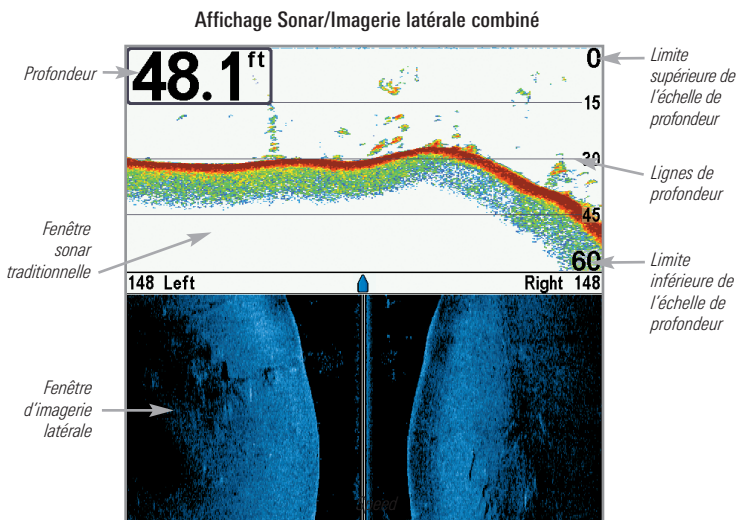 Affichage Sonar/Imagerie latérale combiné
Profondeur
48.1 ft
0
Limite
supérieure de
l'échelle de
profondeur
15
30
Lignes de
profondeur
45
Fenêtre
sonar
traditionnelle
60
Limite
inférieure de
l'échelle de
profondeur
148 Left
Right 148
Fenêtre
d'imagerie
latérale